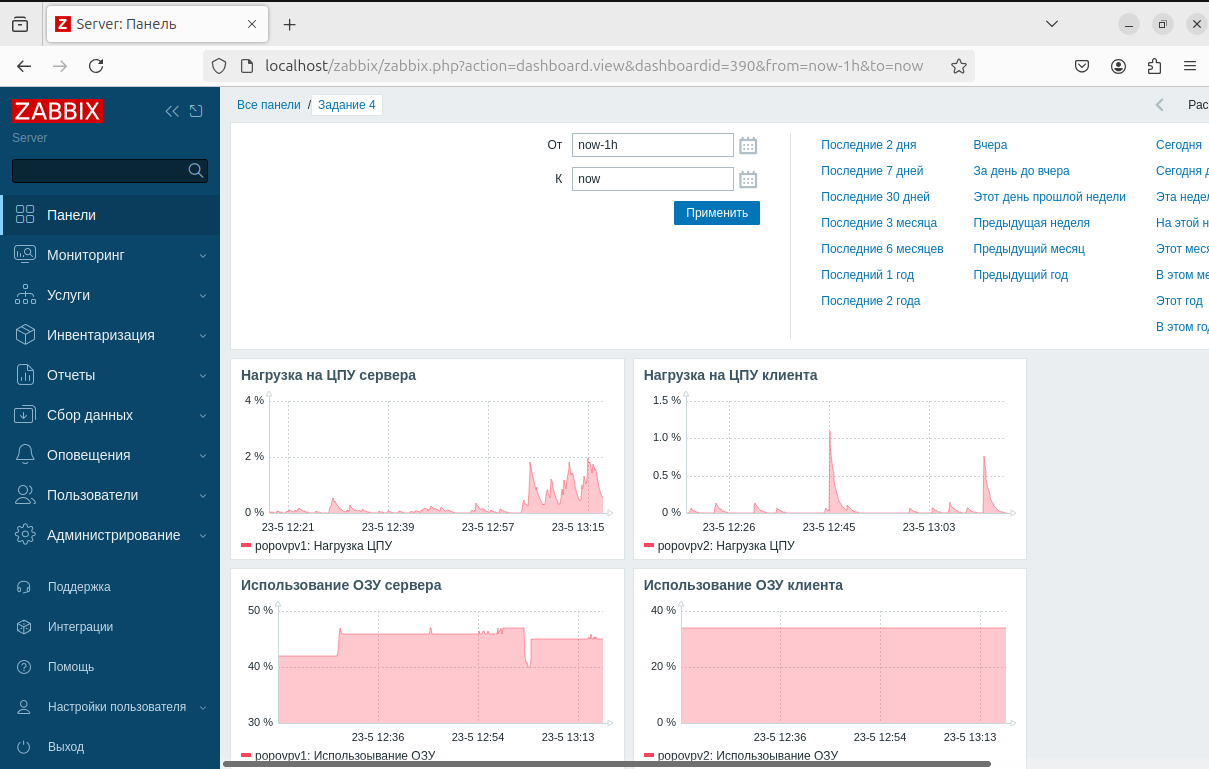 Server: Панель
localhost/zabbix/zabbix.php?action=dashboard.view&dashboardid=390&from=now-1h&to=now
ZABBIX
Server
Панели
Мониторинг
Услуги
Инвентаризация
Отчеты
Сбор данных
Оповещения
Пользователи
Администрирование
Поддержка
Интеграции
Помощь
Настройки пользователя
Выход
Все панели / Задание 4
Рас
От now-1h
К now
Применить
Последние 2 дня Вчера Сегодня
Последние 7 дней За день до вчера Сегодня д
Последние 30 дней Этот день прошлой недели Эта недел
Последние 3 месяца Предыдущая неделя На этой н
Последние 6 месяцев Предыдущий месяц Этот меся
Последний 1 год Предыдущий год В этом ме
Последние 2 года Этот год
В этом год
Нагрузка на ЦПУ сервера
4 %
2 %
0 %
23-5 12:21 23-5 12:39 23-5 12:57 23-5 13:15
popovpv1: Нагрузка ЦПУ
Нагрузка на ЦПУ клиента
1.5 %
1.0 %
0.5 %
0 %
23-5 12:26 23-5 12:45 23-5 13:03
popovpv2: Нагрузка ЦПУ
Использование ОЗУ сервера
50 %
40 %
30 %
23-5 12:36 23-5 12:54 23-5 13:13
popovpv1: Использоывание ОЗУ
Использование ОЗУ клиента
40 %
20 %
0 %
23-5 12:36 23-5 12:54 23-5 13:13
popovpv2: Использоывание ОЗУ